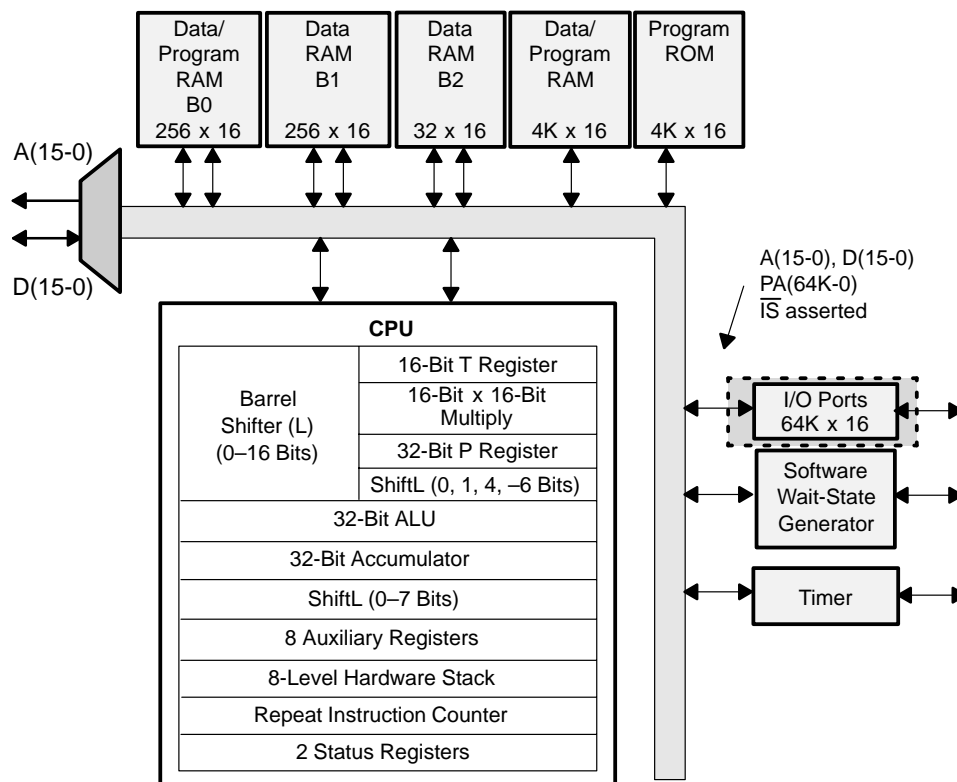 Data/
Program
RAM
B0
256 x 16
Data
RAM
B1
256 x 16
Data
RAM
B2
32 x 16
Data/
Program
RAM
4K x 16
Program
ROM
4K x 16
A(15-0)
D(15-0)
A(15-0), D(15-0)
PA(64K-0)
IS asserted
CPU
Barrel
Shifter (L)
(0–16 Bits)
16-Bit T Register
16-Bit x 16-Bit
Multiply
32-Bit P Register
ShiftL (0, 1, 4, –6 Bits)
32-Bit ALU
32-Bit Accumulator
ShiftL (0–7 Bits)
8 Auxiliary Registers
8-Level Hardware Stack
Repeat Instruction Counter
2 Status Registers
I/O Ports
64K x 16
Software
Wait-State
Generator
Timer